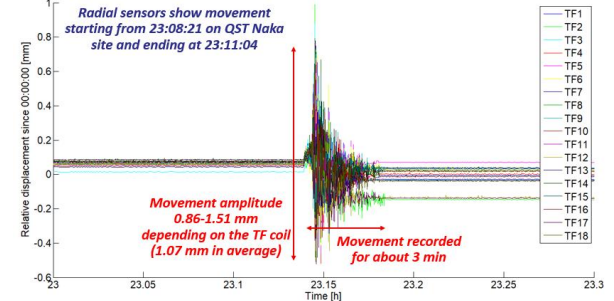 Radial sensors show movement
starting from 23:08:21 on QST Naka
site and ending at 23:11:04
Relative displacement since 00:00:00 [mm]
1
0.8
0.6
0.4
0.2
0
-0.2
-0.4
-0.6
Movement amplitude
0.86-1.51 mm
depending on the TF coil
(1.07 mm in average)
Movement recorded
for about 3 min
TF1
TF2
TF3
TF4
TF5
TF6
TF7
TF8
TF9
TF10
TF11
TF12
TF13
TF14
TF15
TF16
TF17
TF18
23
23.05
23.1
23.15
23.2
23.25
23.3
Time [h]